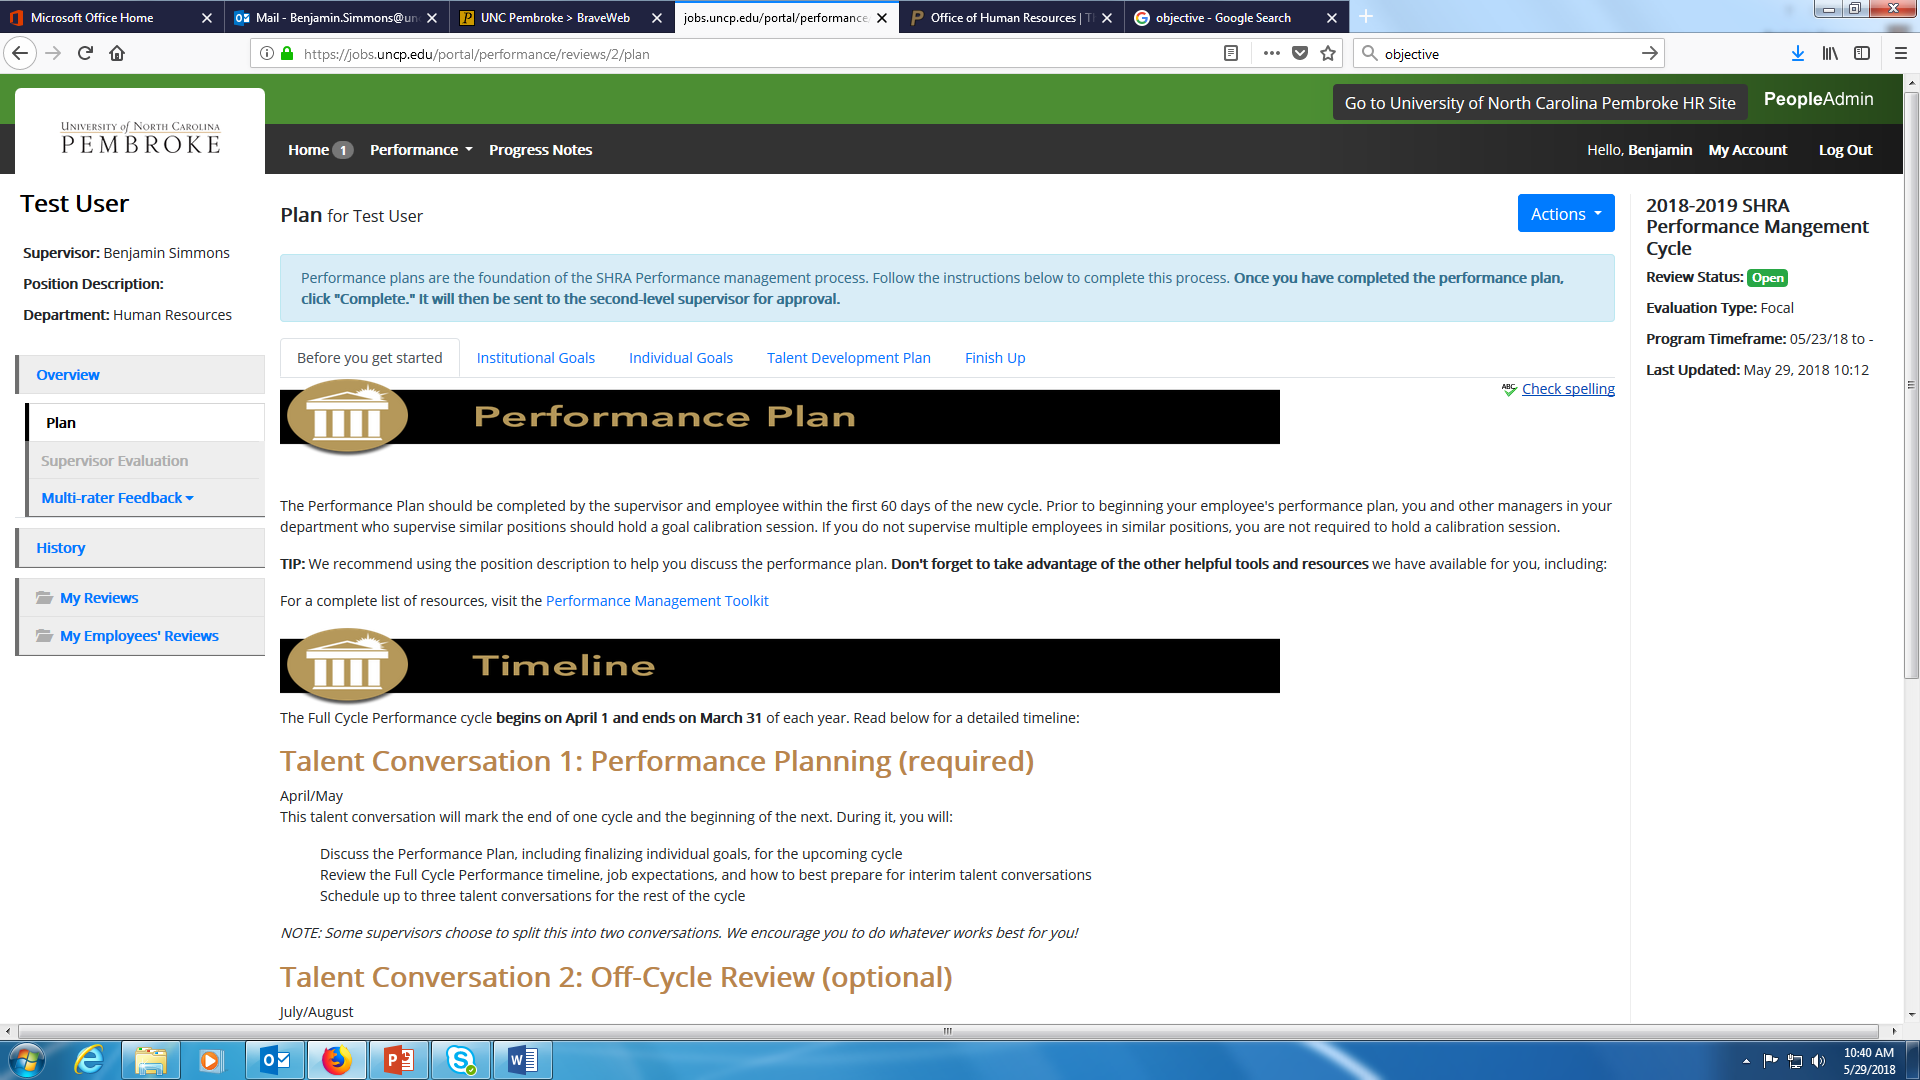 Microsoft Office Home
Mail - Benjamin.Simmons@un
UNC Pembroke > BraveWeb
jobs.uncp.edu/portal/performance
Office of Human Resources | T
objective - Google Search
https://jobs.uncp.edu/portal/performance/reviews/2/plan
objective
Go to University of North Carolina Pembroke HR Site
PeopleAdmin
UNIVERSITY of NORTH CAROLINA
PEMBROKE
Home 1
Performance
Progress Notes
Hello, Benjamin
My Account
Log Out
Test User
Supervisor: Benjamin Simmons
Position Description:
Department: Human Resources
Overview
Plan
Supervisor Evaluation
Multi-rater Feedback
History
My Reviews
My Employees' Reviews
Plan for Test User
Actions
Performance plans are the foundation of the SHRA Performance management process. Follow the instructions below to complete this process. Once you have completed the performance plan,
click "Complete." It will then be sent to the second-level supervisor for approval.
Before you get started
Institutional Goals
Individual Goals
Talent Development Plan
Finish Up
ABC Check spelling
Performance Plan
The Performance Plan should be completed by the supervisor and employee within the first 60 days of the new cycle. Prior to beginning your employee's performance plan, you and other managers in your
department who supervise similar positions should hold a goal calibration session. If you do not supervise multiple employees in similar positions, you are not required to hold a calibration session.
TIP: We recommend using the position description to help you discuss the performance plan. Don't forget to take advantage of the other helpful tools and resources we have available for you, including:
For a complete list of resources, visit the Performance Management Toolkit
Timeline
The Full Cycle Performance cycle begins on April 1 and ends on March 31 of each year. Read below for a detailed timeline:
Talent Conversation 1: Performance Planning (required)
April/May
This talent conversation will mark the end of one cycle and the beginning of the next. During it, you will:
Discuss the Performance Plan, including finalizing individual goals, for the upcoming cycle
Review the Full Cycle Performance timeline, job expectations, and how to best prepare for interim talent conversations
Schedule up to three talent conversations for the rest of the cycle
NOTE: Some supervisors choose to split this into two conversations. We encourage you to do whatever works best for you!
Talent Conversation 2: Off-Cycle Review (optional)
July/August
2018-2019 SHRA
Performance Mangement
Cycle
Review Status: Open
Evaluation Type: Focal
Program Timeframe: 05/23/18 to -
Last Updated: May 29, 2018 10:12
10:40 AM
5/29/2018